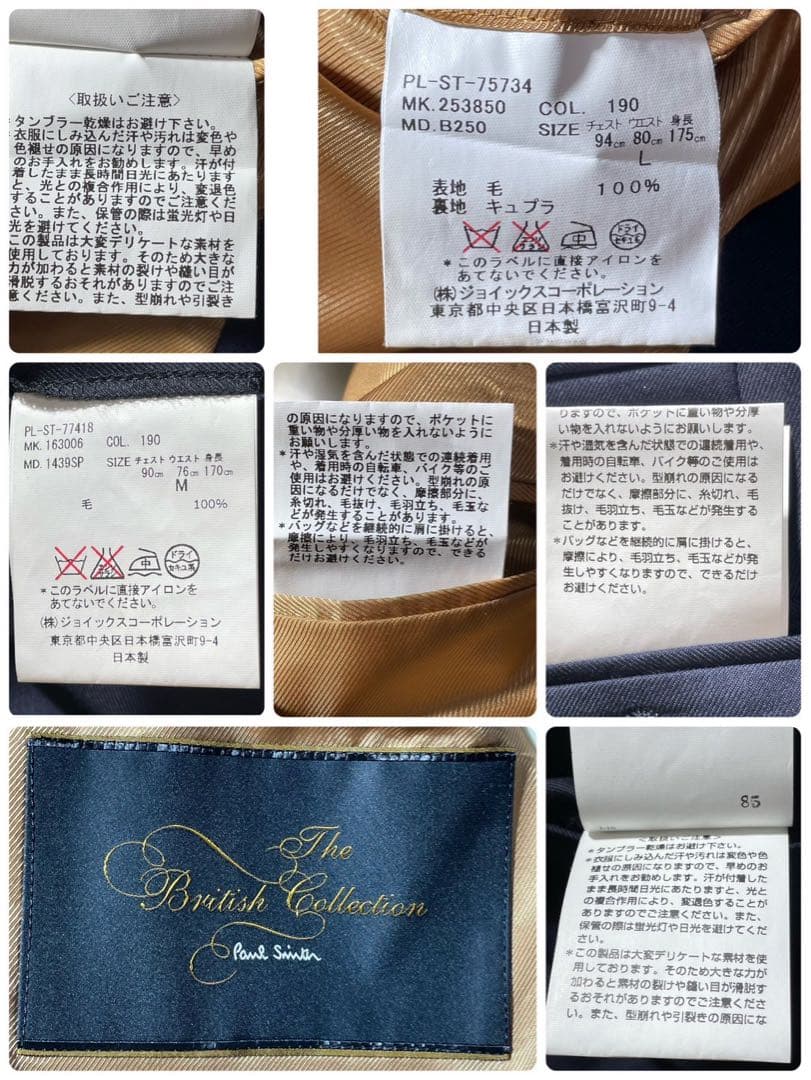 〈取扱いご注意〉
*タンブラー乾燥はお避け下さい。
*衣服にしみ込んだ汗や汚れは変色や
色褪せの原因になりますので、早め
のお手入れをお勧めします。汗が付
着したまま長時間日光にあたります
と、光との複合作用により、変退色
することがありますのでご注意くだ
さい。また、保管の際は蛍光灯や日
光を避けてください。
この製品は大変デリケートな素材を
使用しております。そのため大きな
力が加わると素材の裂けや縫い目が
滑脱するおそれがありますのでご注
意ください。また、型崩れや引裂き
PL-ST-75734
MK. 253850 COL. 190
MD. B250 SIZE チェスト ウエスト 身長
94cm 80cm 175cm
L
表地 毛 100%
裏地 キュプラ
中 ドライ セキユ系
*このラベルに直接アイロンを
あてないでください。
(株)ジョイックスコーポレーション
東京都中央区日本橋富沢町9-4
日本製
PL-ST-77418
MK. 163006 COL. 190
MD. 1439SP SIZE チェスト ウエスト 身長
90cm 76cm 170cm
M
毛 100%
中 ドライ セキユ系
*このラベルに直接アイロンを
あてないでください。
(株)ジョイックスコーポレーション
東京都中央区日本橋富沢町9-4
日本製
の原因になりますので、ポケットに
重い物や分厚い物を入れないように
お願いします。
*汗や湿気を含んだ状態での連続着用
や、着用時の自転車、バイク等のご
使用はお避けください。型崩れの原
因になるだけでなく、摩擦部分に、
糸切れ、毛抜け、毛羽立ち、毛玉な
どが発生することがあります。
*バッグなどを継続的に肩に掛けると、
摩擦により、毛羽立ち、毛玉などが
発生しやすくなりますので、できる
だけお避けください。
りますので、ポケットに重い物や分厚
い物を入れないようにお願いします。
*汗や湿気を含んだ状態での連続着用や、
着用時の自転車、バイク等のご使用は
お避けください。型崩れの原因になる
だけでなく、摩擦部分に、糸切れ、毛
抜け、毛羽立ち、毛玉などが発生する
ことがあります。
*バッグなどを継続的に肩に掛けると、
摩擦により、毛羽立ち、毛玉などが発
生しやすくなりますので、できるだけ
お避けください。
The
British Collection
Paul Smith
85
〈取扱いご注意〉
*タンブラー乾燥はお避け下さい。
*衣服にしみ込んだ汗や汚れは変色や色
褪せの原因になりますので、早めのお
手入れをお勧めします。汗が付着した
まま長時間日光にあたりますと、光と
の複合作用により、変退色することが
ありますのでご注意ください。また、
保管の際は蛍光灯や日光を避けてくだ
さい。
*この製品は大変デリケートな素材を使
用しております。そのため大きな力が
加わると素材の裂けや縫い目が滑脱す
るおそれがありますのでご注意くださ
い。また、型崩れや引裂きの原因にな